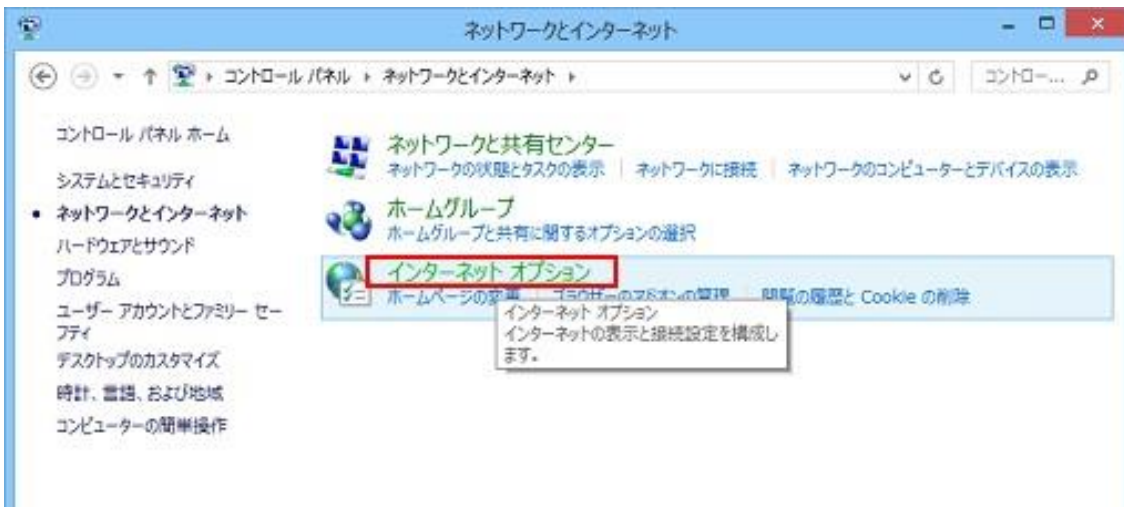 ネットワークとインターネット
コントロール パネル ▸ ネットワークとインターネット ▸
コントロー...
コントロール パネル ホーム
システムとセキュリティ
ネットワークとインターネット
ハードウェアとサウンド
プログラム
ユーザー アカウントとファミリー セー
フティ
デスクトップのカスタマイズ
時計、言語、および地域
コンピューターの簡単操作
ネットワークと共有センター
ネットワークの状態とタスクの表示 | ネットワークに接続 | ネットワークのコンピューターとデバイスの表示
ホームグループ
ホームグループと共有に関するオプションの選択
インターネット オプション
ホームページの変更 | ブラウザーのアドオンの管理 | 閲覧の履歴と Cookie の削除
インターネット オプション
インターネットの表示と接続設定を構成し
ます。